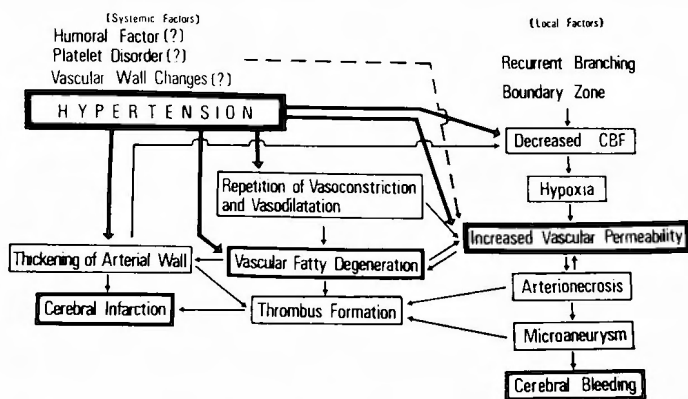 (Systemic Factors)
Humoral Factor (?)
Platelet Disorder (?)
Vascular Wall Changes (?)
HYPERTENSION
(Local Factors)
Recurrent Branching
Boundary Zone
Decreased CBF
Hypoxia
Repetition of Vasoconstriction
and Vasodilatation
Increased Vascular Permeability
Thickening of Arterial Wall
Vascular Fatty Degeneration
Arterionecrosis
Cerebral Infarction
Thrombus Formation
Microaneurysm
Cerebral Bleeding